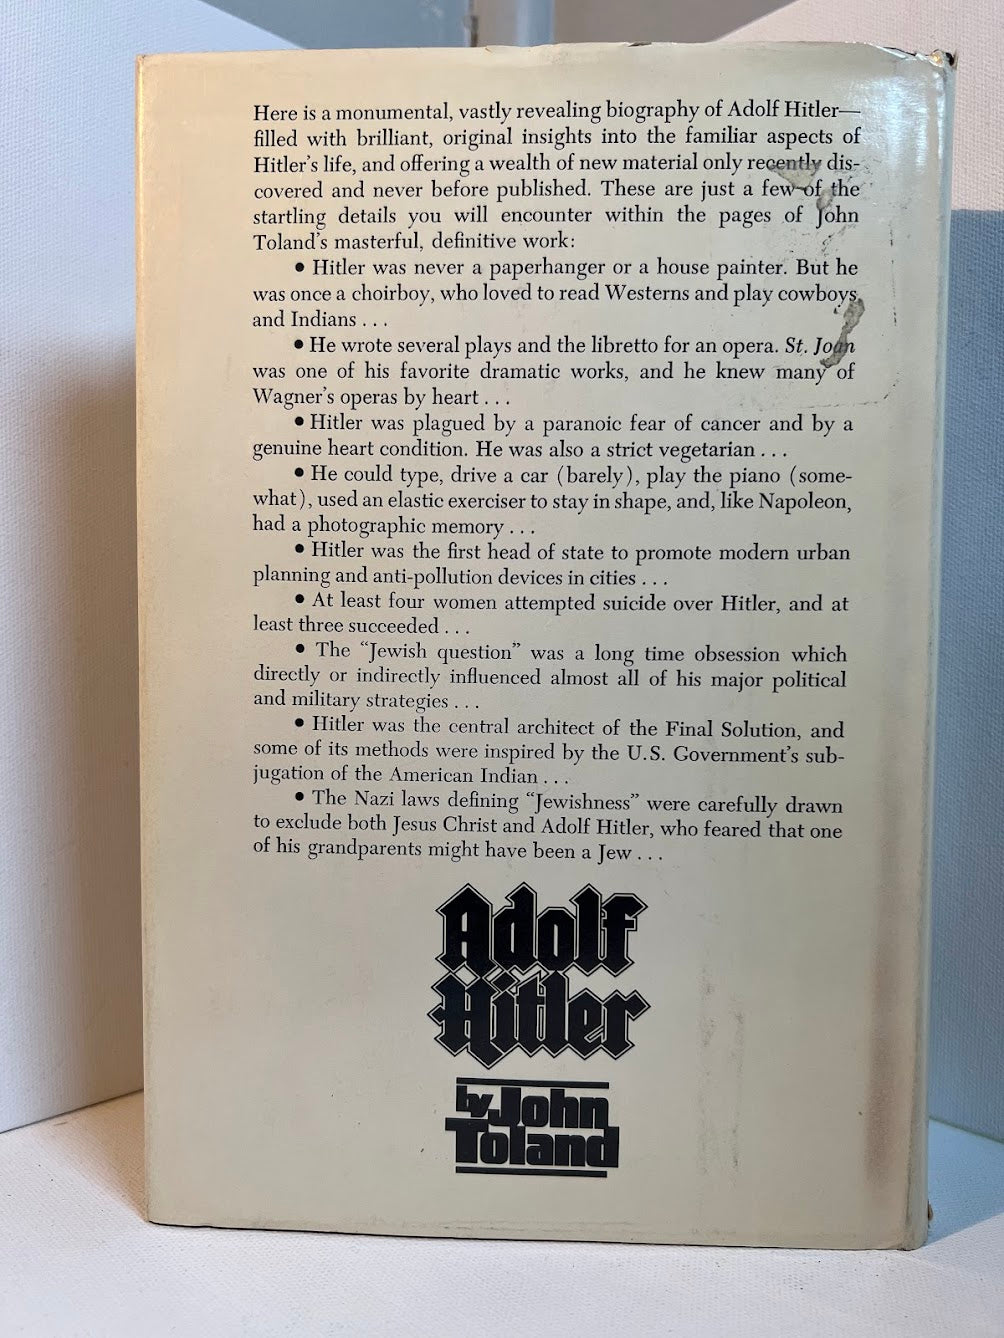 Here is a monumental, vastly revealing biography of Adolf Hitler—
filled with brilliant, original insights into the familiar aspects of
Hitler's life, and offering a wealth of new material only recently dis-
covered and never before published. These are just a few of the
startling details you will encounter within the pages of John
Toland's masterful, definitive work:
• Hitler was never a paperhanger or a house painter. But he
was once a choirboy, who loved to read Westerns and play cowboys
and Indians . . .
• He wrote several plays and the libretto for an opera. St. Joan
was one of his favorite dramatic works, and he knew many of
Wagner's operas by heart . . .
• Hitler was plagued by a paranoic fear of cancer and by a
genuine heart condition. He was also a strict vegetarian . . .
• He could type, drive a car (barely), play the piano (some-
what), used an elastic exerciser to stay in shape, and, like Napoleon,
had a photographic memory . . .
• Hitler was the first head of state to promote modern urban
planning and anti-pollution devices in cities . . .
• At least four women attempted suicide over Hitler, and at
least three succeeded . . .
• The "Jewish question" was a long time obsession which
directly or indirectly influenced almost all of his major political
and military strategies . . .
• Hitler was the central architect of the Final Solution, and
some of its methods were inspired by the U.S. Government's sub-
jugation of the American Indian . . .
• The Nazi laws defining "Jewishness" were carefully drawn
to exclude both Jesus Christ and Adolf Hitler, who feared that one
of his grandparents might have been a Jew . . .
Adolf
Hitler
by John
Toland